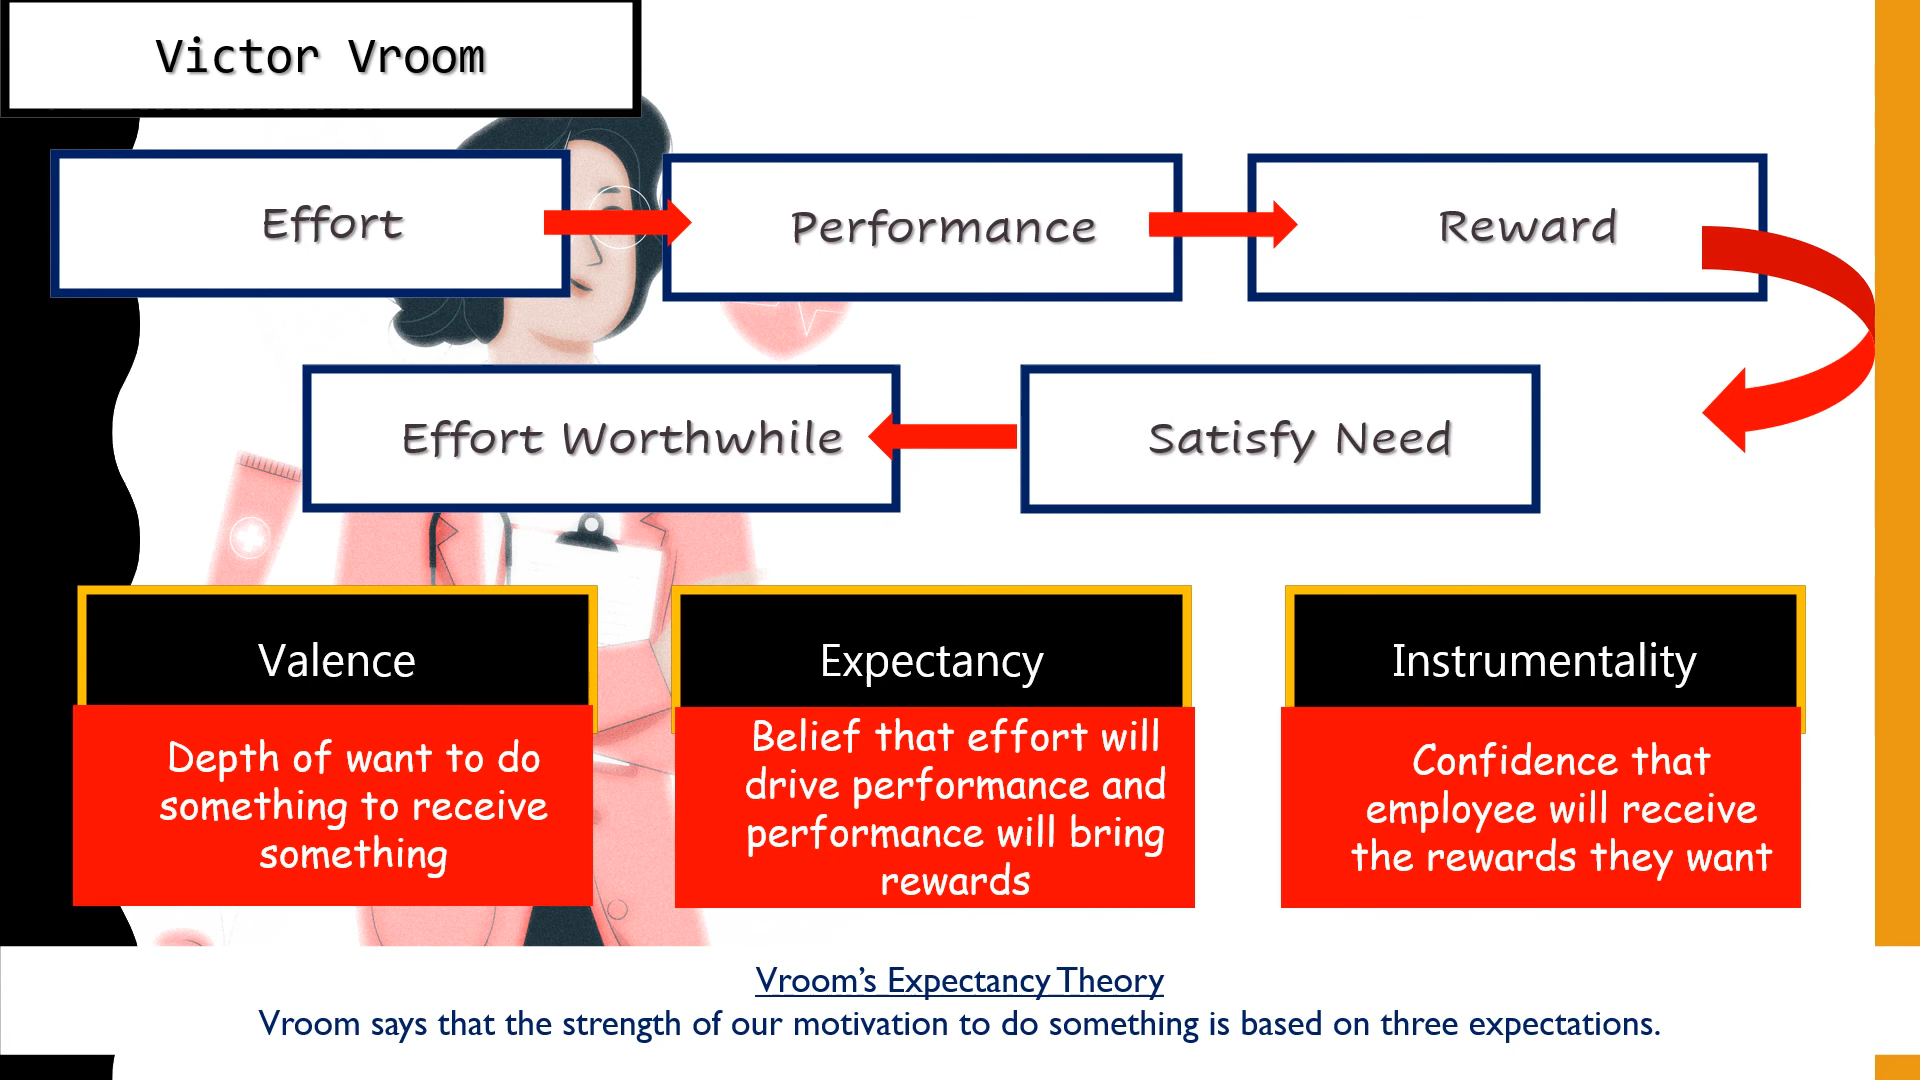 Victor Vroom
Effort
Performance
Reward
Effort Worthwhile
Satisfy Need
Valence
Depth of want to do
something to receive
something
Expectancy
Belief that effort will
drive performance and
performance will bring
rewards
Instrumentality
Confidence that
employee will receive
the rewards they want
Vroom’s Expectancy Theory
Vroom says that the strength of our motivation to do something is based on three expectations.